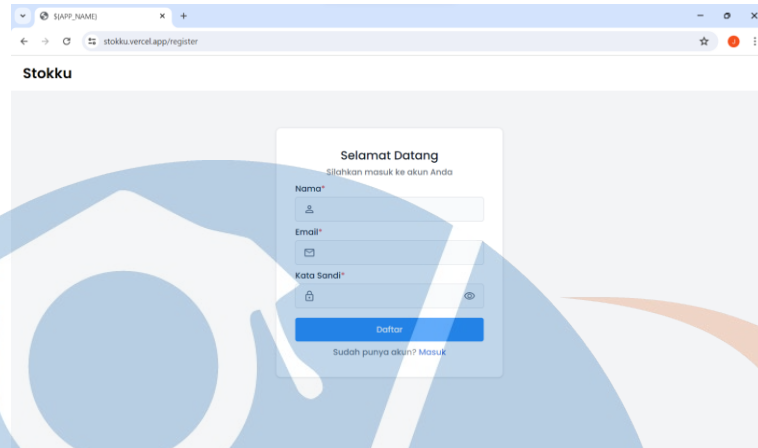 ${APP_NAME}
stokku.vercel.app/register
J
Stokku
Selamat Datang
Silahkan masuk ke akun Anda
Nama*
Email*
Kata Sandi*
Daftar
Sudah punya akun? Masuk